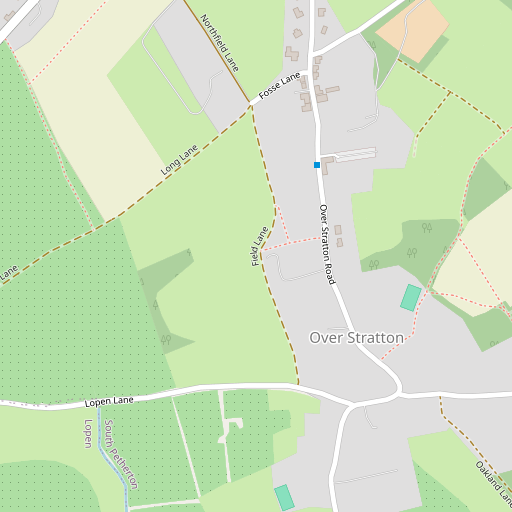 Northfield Lane
Fosse Lane
Long Lane
Over Stratton Road
Field Lane
Lane
Over Stratton
Lopen Lane
Lopen
South Petherton
Oakland Lane